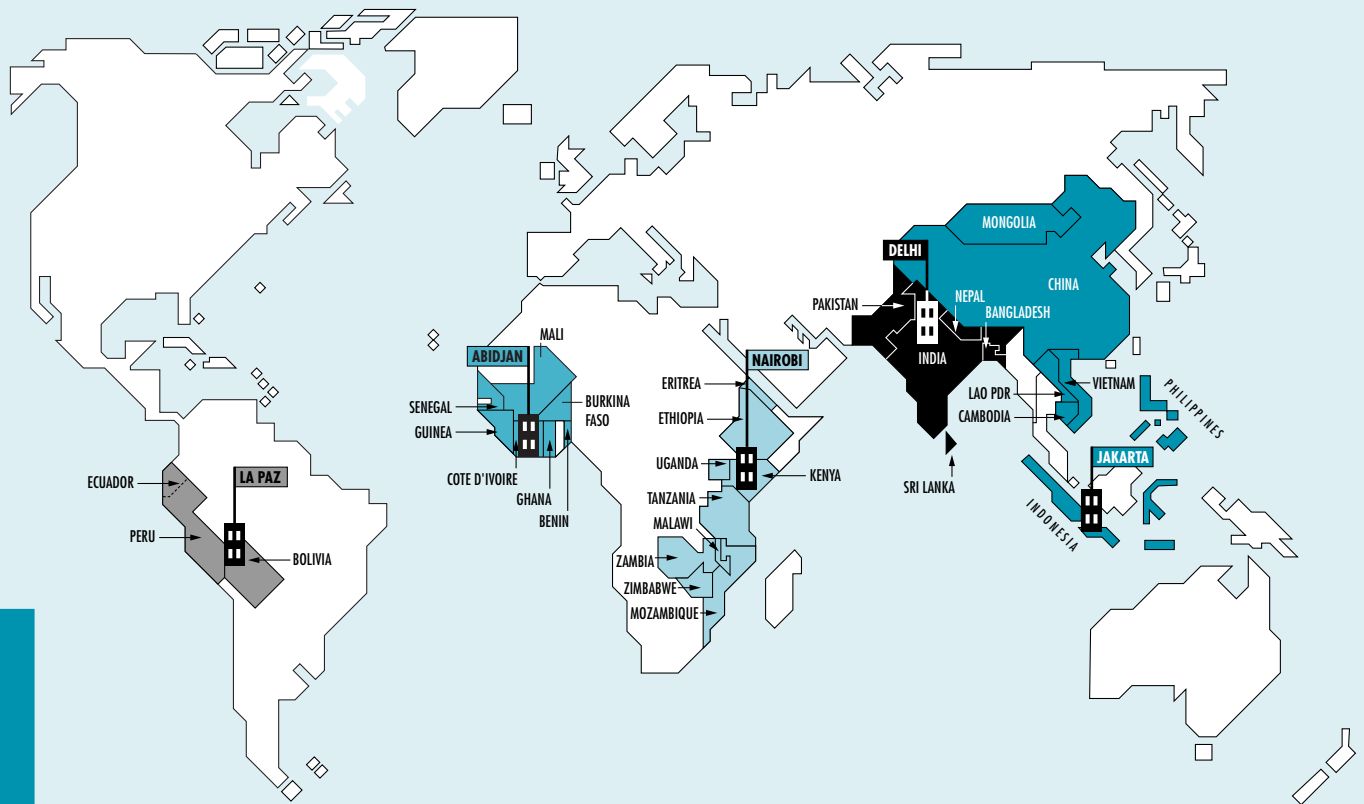 MONGOLIA
DELHI
CHINA
PAKISTAN
NEPAL
BANGLADESH
INDIA
MALI
ABIDJAN
NAIROBI
ERITREA
VIETNAM
PHILIPPINES
LAO PDR
SENEGAL
BURKINA
FASO
ETHIOPIA
CAMBODIA
GUINEA
JAKARTA
UGANDA
KENYA
LA PAZ
ECUADOR
COTE D'IVOIRE
SRI LANKA
GHANA
TANZANIA
BENIN
MALAWI
INDONESIA
PERU
BOLIVIA
ZAMBIA
ZIMBABWE
MOZAMBIQUE